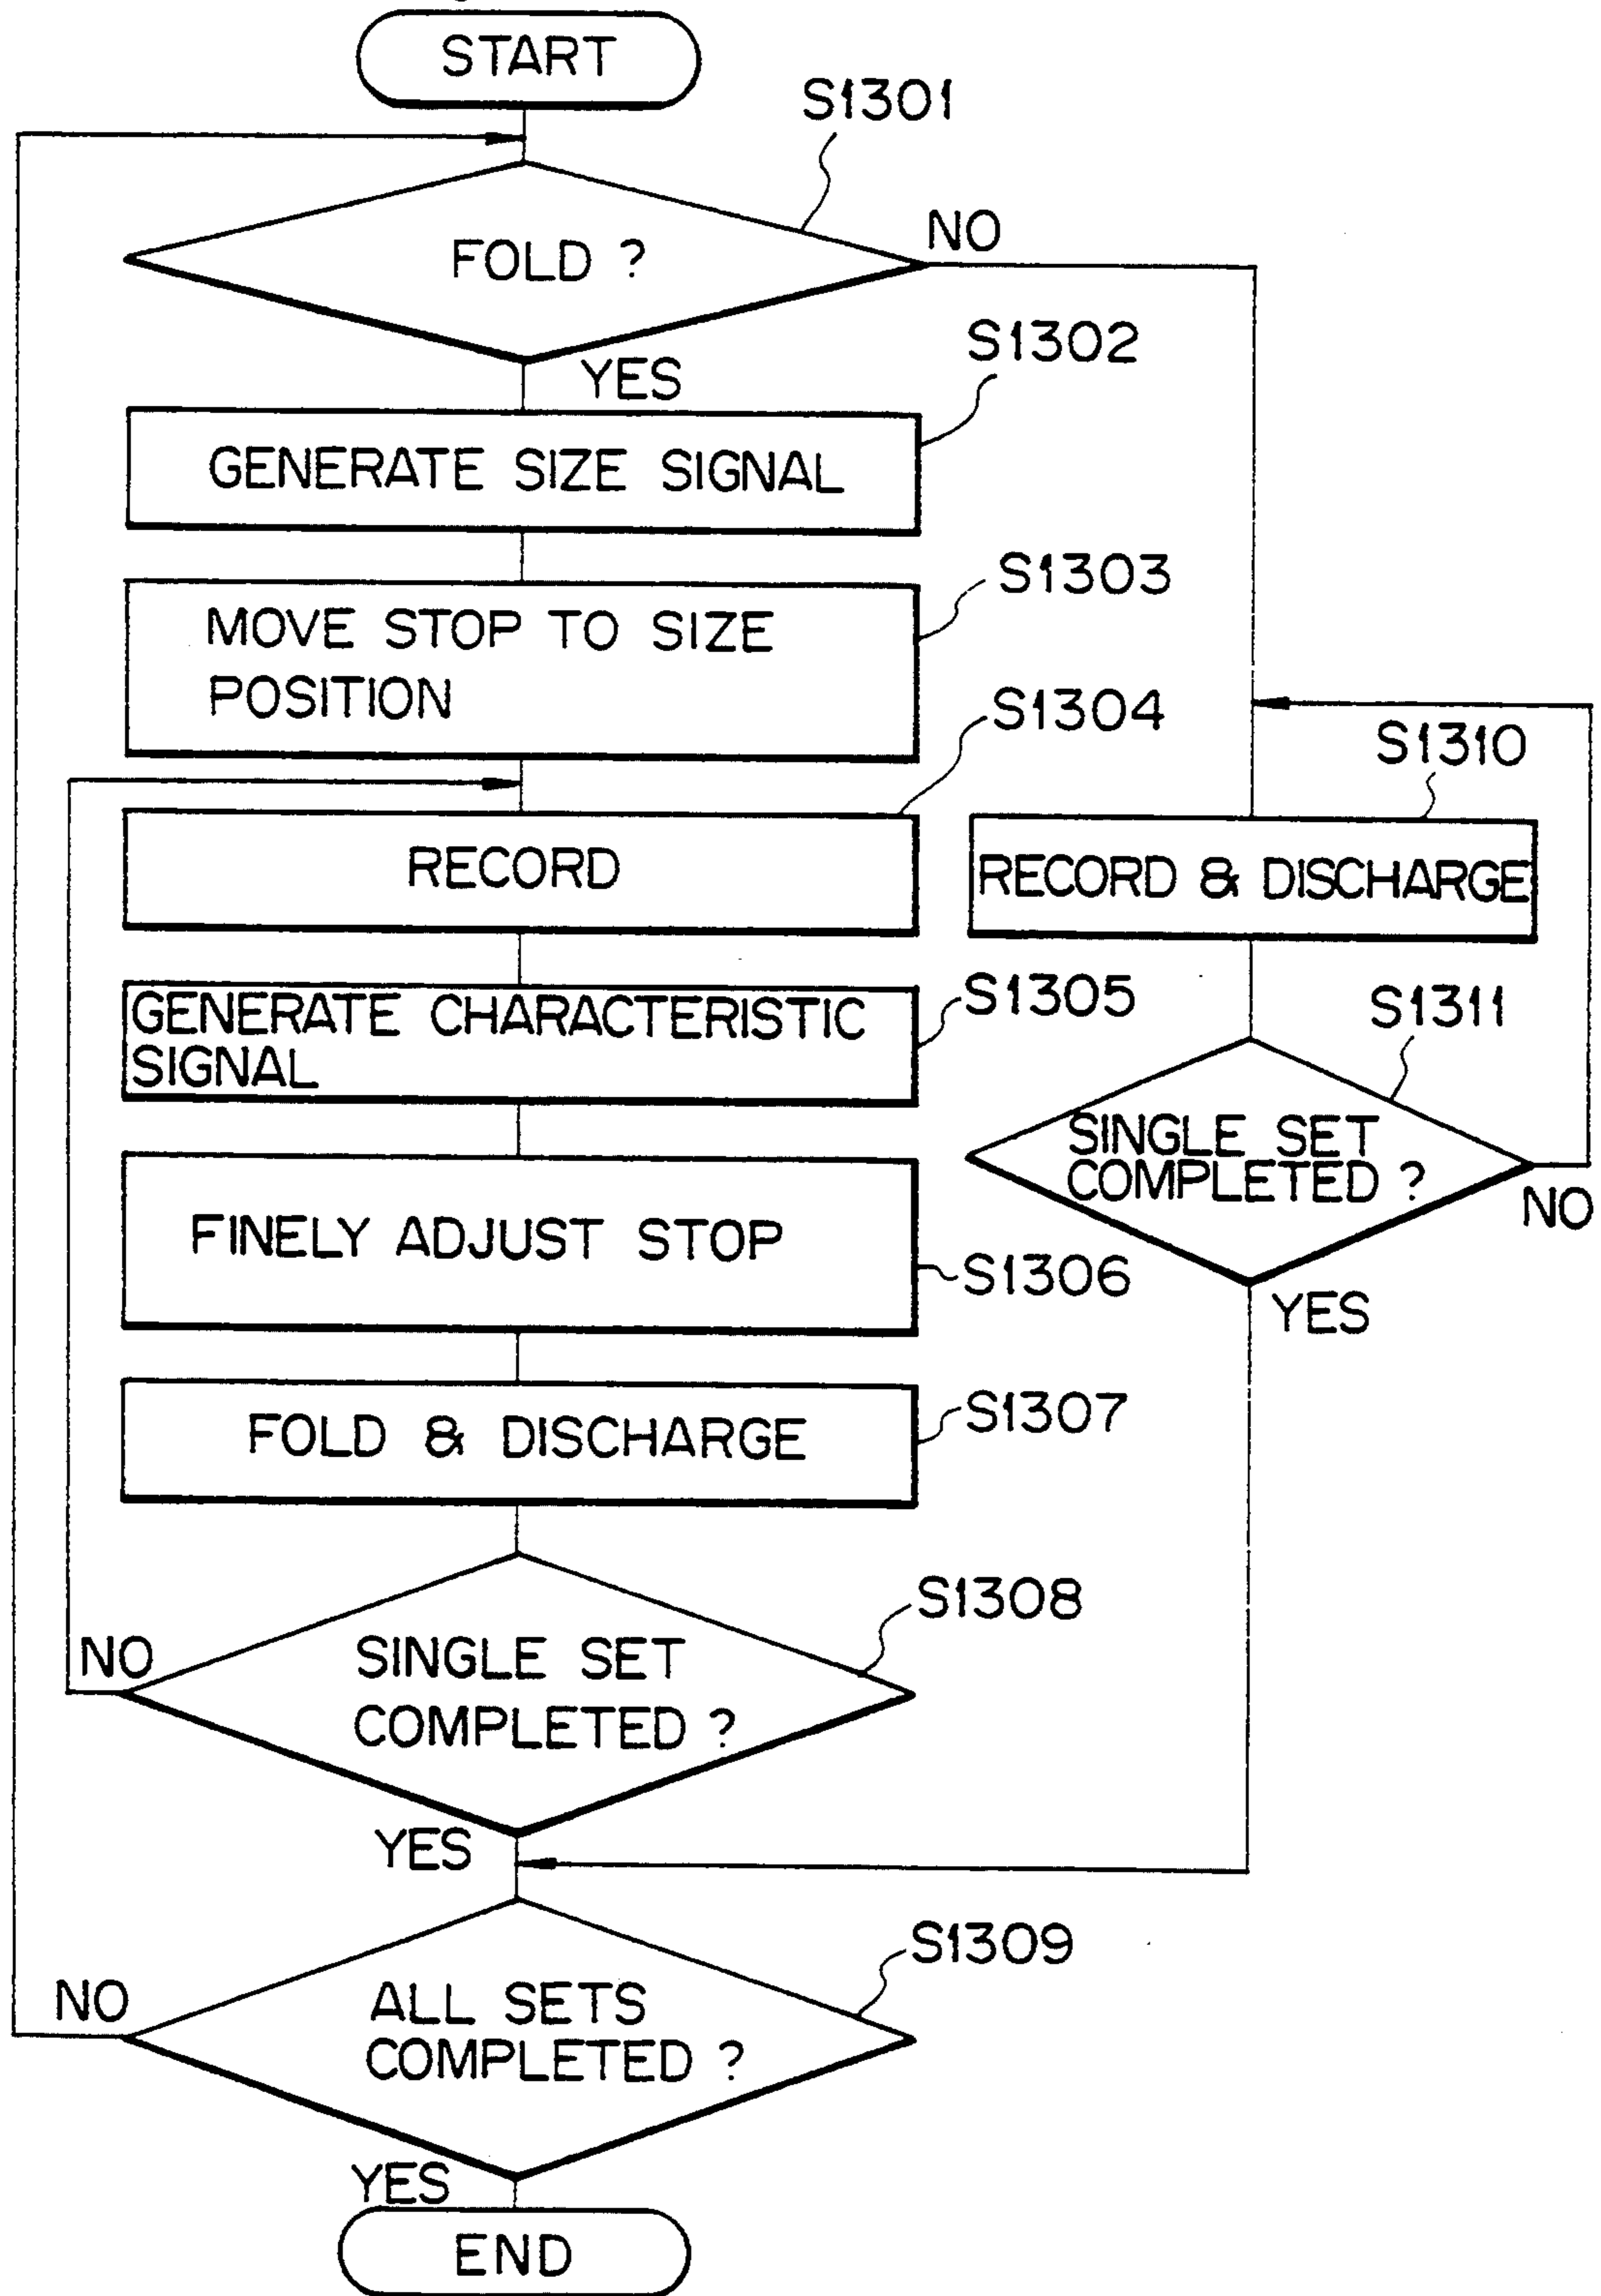 START
S1301
FOLD ?
NO
YES
S1302
GENERATE SIZE SIGNAL
S1303
MOVE STOP TO SIZE
POSITION
S1304
RECORD
S1310
RECORD & DISCHARGE
S1305
GENERATE CHARACTERISTIC
SIGNAL
S1311
SINGLE SET
COMPLETED ?
NO
YES
FINELY ADJUST STOP
S1306
S1307
FOLD & DISCHARGE
S1308
NO
SINGLE SET
COMPLETED ?
YES
S1309
NO
ALL SETS
COMPLETED ?
YES
END